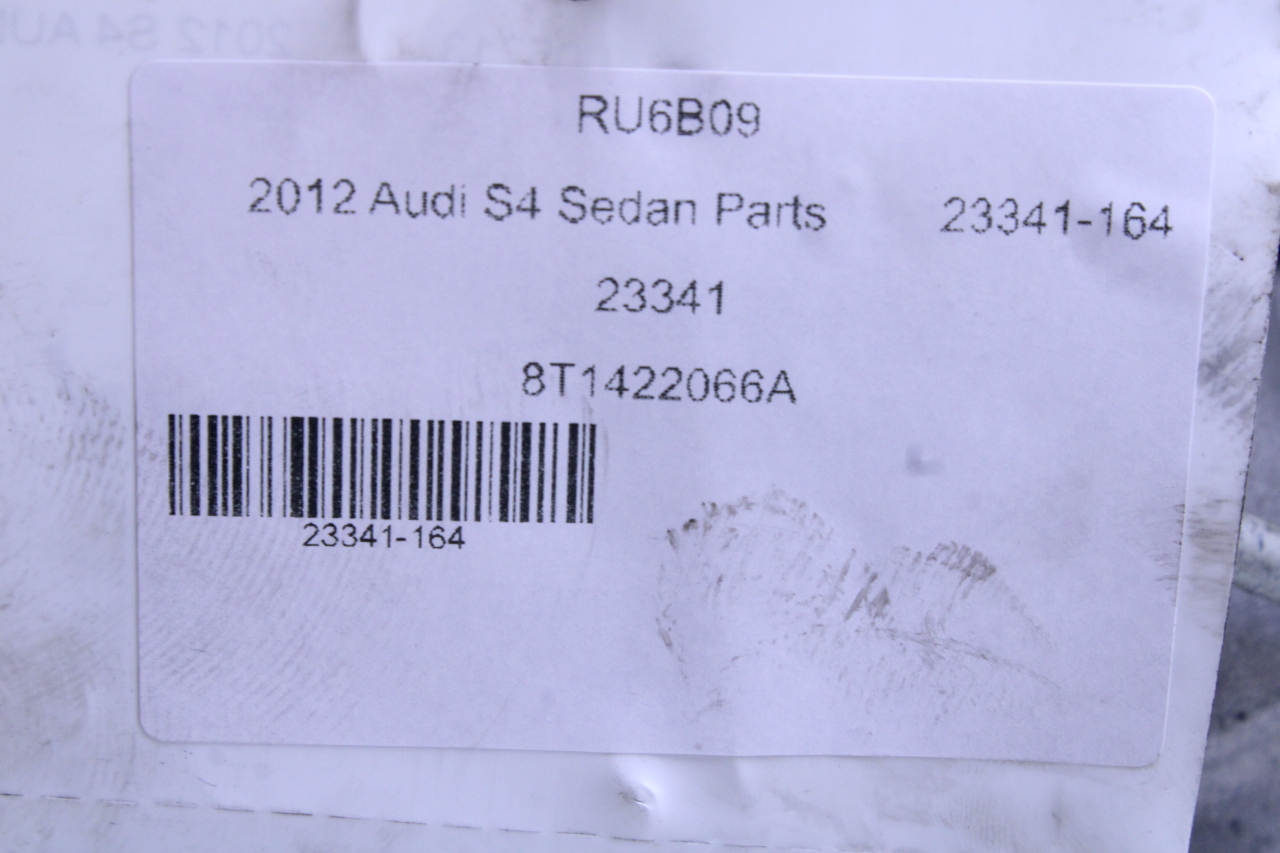 RU6B09
2012 Audi S4 Sedan Parts 23341-164
23341
8T1422066A
23341-164